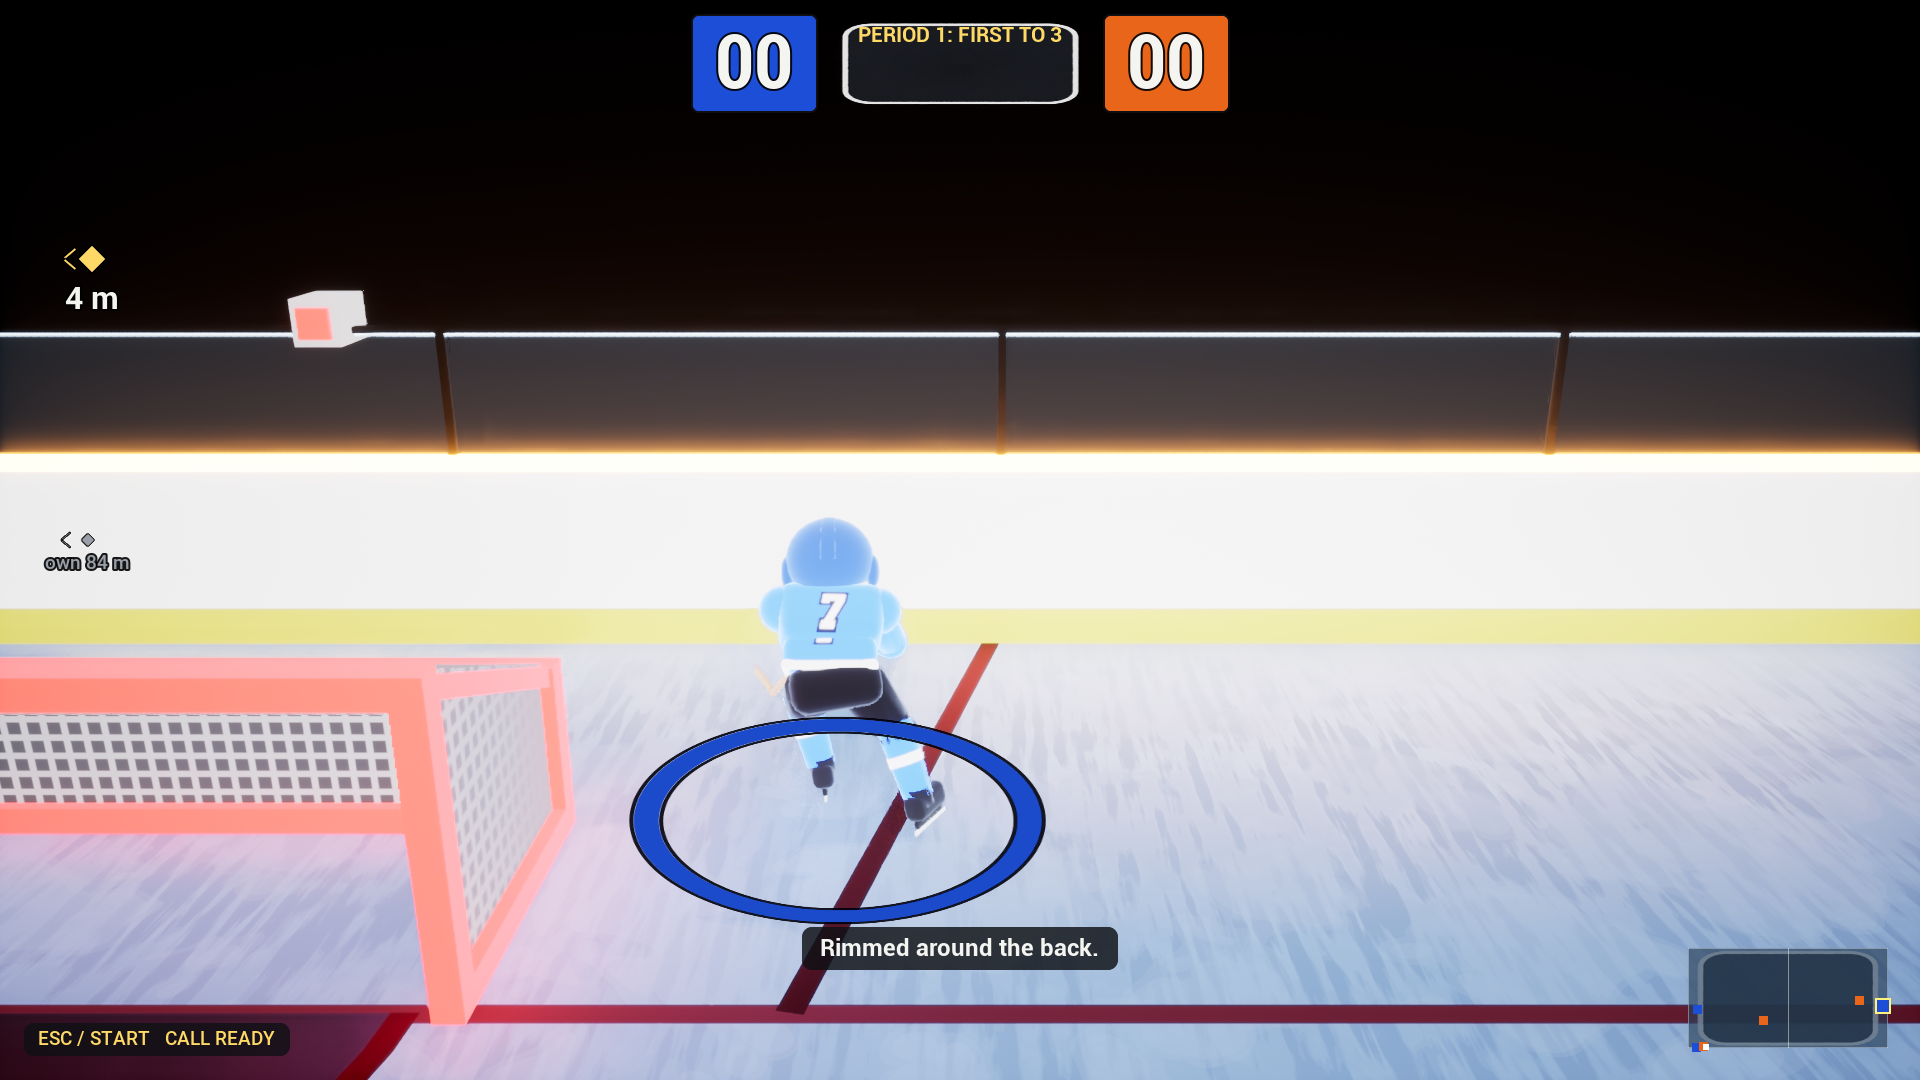 00
PERIOD 1: FIRST TO 3
00
4 m
own 84 m
7
Rimmed around the back.
ESC / START CALL READY